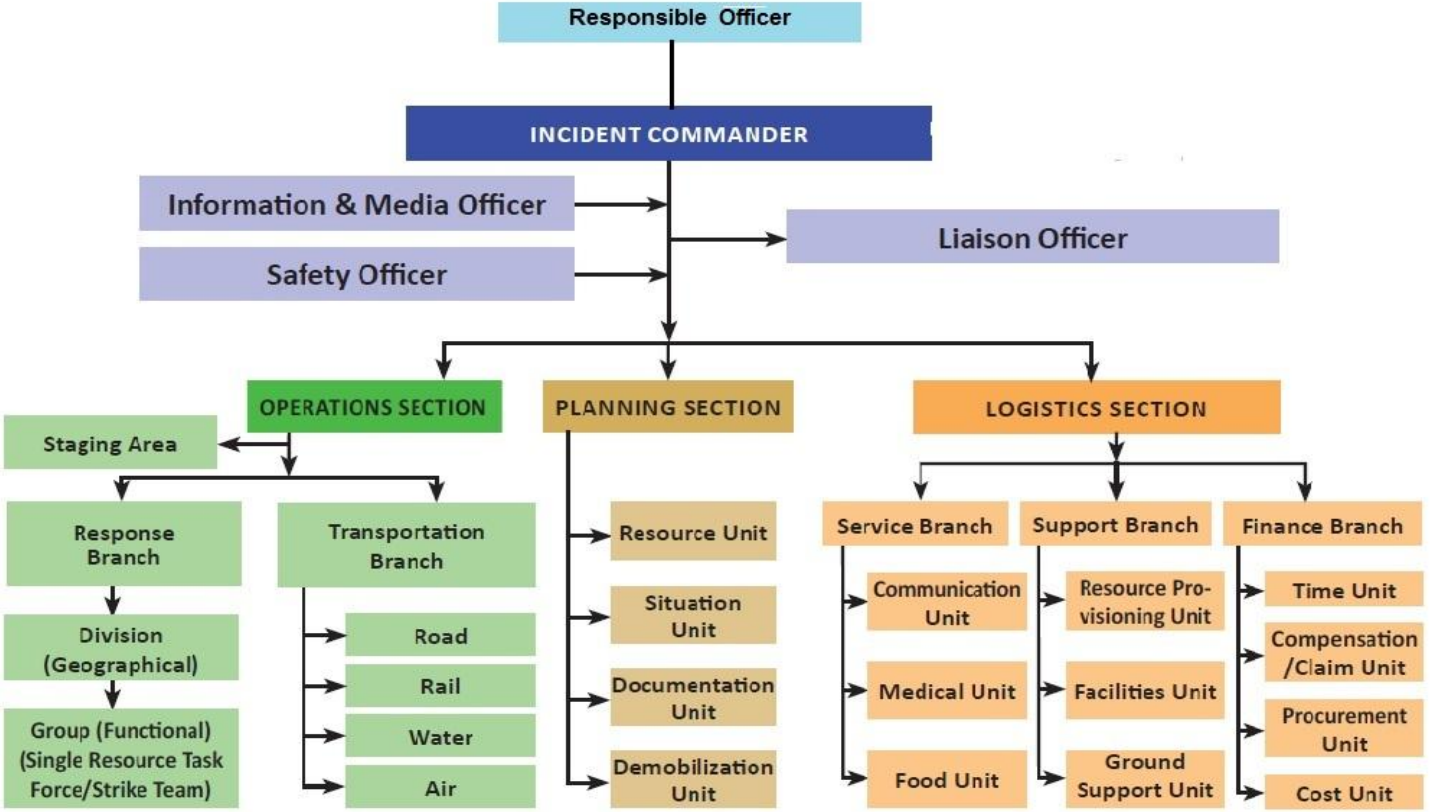 Responsible Officer
INCIDENT COMMANDER
Information & Media Officer
Liaison Officer
Safety Officer
OPERATIONS SECTION
PLANNING SECTION
LOGISTICS SECTION
Staging Area
Response
Branch
Transportation
Branch
Division
(Geographical)
Group (Functional)
(Single Resource Task
Force/Strike Team)
Road
Rail
Water
Air
Resource Unit
Situation
Unit
Documentation
Unit
Demobilization
Unit
Service Branch
Support Branch
Finance Branch
Communication
Unit
Medical Unit
Food Unit
Resource Pro-
visioning Unit
Facilities Unit
Ground
Support Unit
Time Unit
Compensation
/Claim Unit
Procurement
Unit
Cost Unit